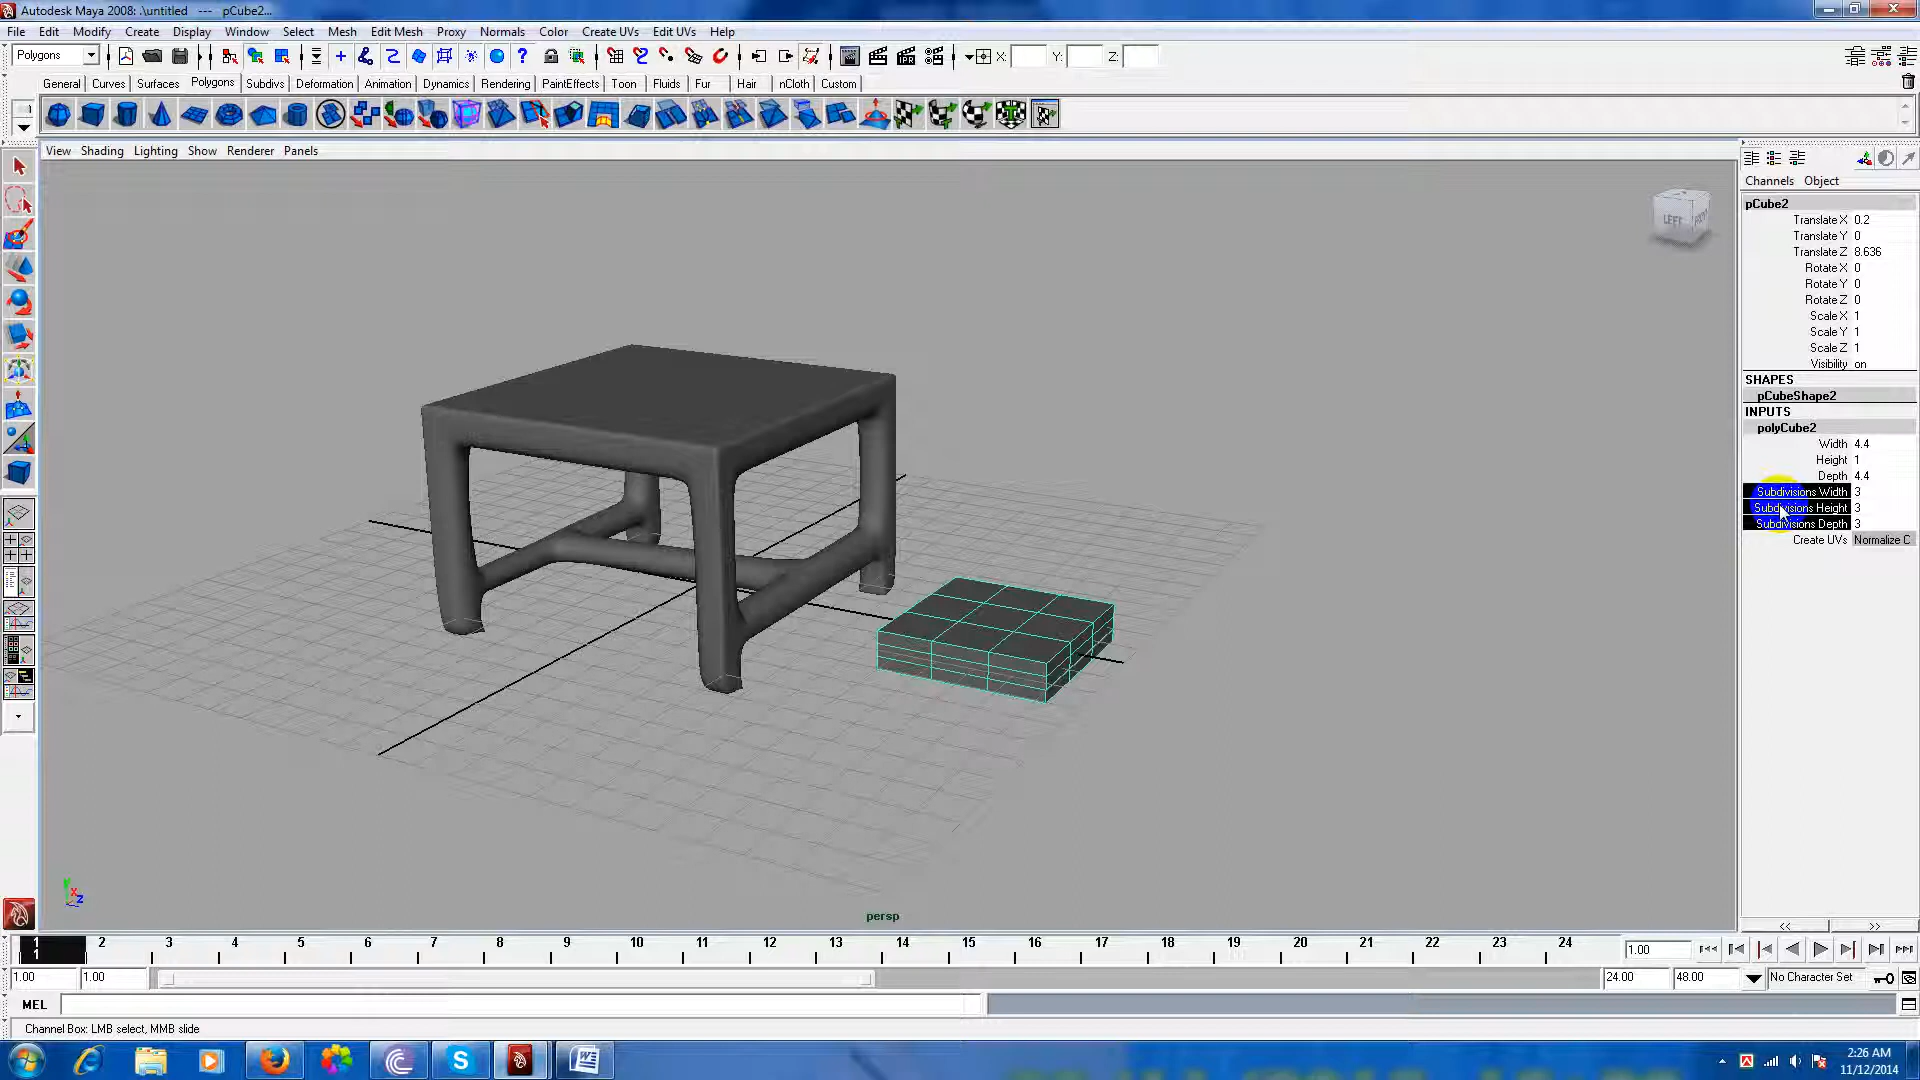 Autodesk Maya 2008: .\untitled --- pCube2...
File Edit Modify Create Display Window Select Mesh Edit Mesh Proxy Normals Color Create UVs Edit UVs Help
Polygons X: Y: Z:
General Curves Surfaces Polygons Subdivs Deformation Animation Dynamics Rendering PaintEffects Toon Fluids Fur Hair nCloth Custom
View Shading Lighting Show Renderer Panels
Channels Object
pCube2
Translate X 0.2
Translate Y 0
Translate Z 8.636
Rotate X 0
Rotate Y 0
Rotate Z 0
Scale X 1
Scale Y 1
Scale Z 1
Visibility on
SHAPES
pCubeShape2
INPUTS
polyCube2
Width 4.4
Height 1
Depth 4.4
Subdivisions Width 3
Subdivisions Height 3
Subdivisions Depth 3
Create UVs Normalize C
LEFT
persp
<< >>
1 2 3 4 5 6 7 8 9 10 11 12 13 14 15 16 17 18 19 20 21 22 23 24
1
1.00
1.00 1.00 24.00 48.00 No Character Set
MEL
Channel Box: LMB select, MMB slide
2:26 AM
11/12/2014